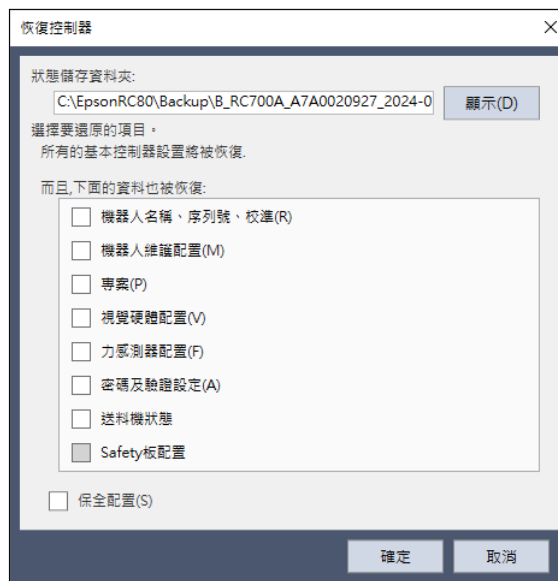 恢復控制器
狀態儲存資料夾:
C:\EpsonRC80\Backup\B_RC700A_A7A0020927_2024-0
顯示(D)
選擇要還原的項目。
所有的基本控制器設置將被恢復.
而且,下面的資料也被恢復:
機器人名稱、序列號、校準(R)
機器人維護配置(M)
專案(P)
視覺硬體配置(V)
力感測器配置(F)
密碼及驗證設定(A)
送料機狀態
Safety板配置
保全配置(S)
確定
取消